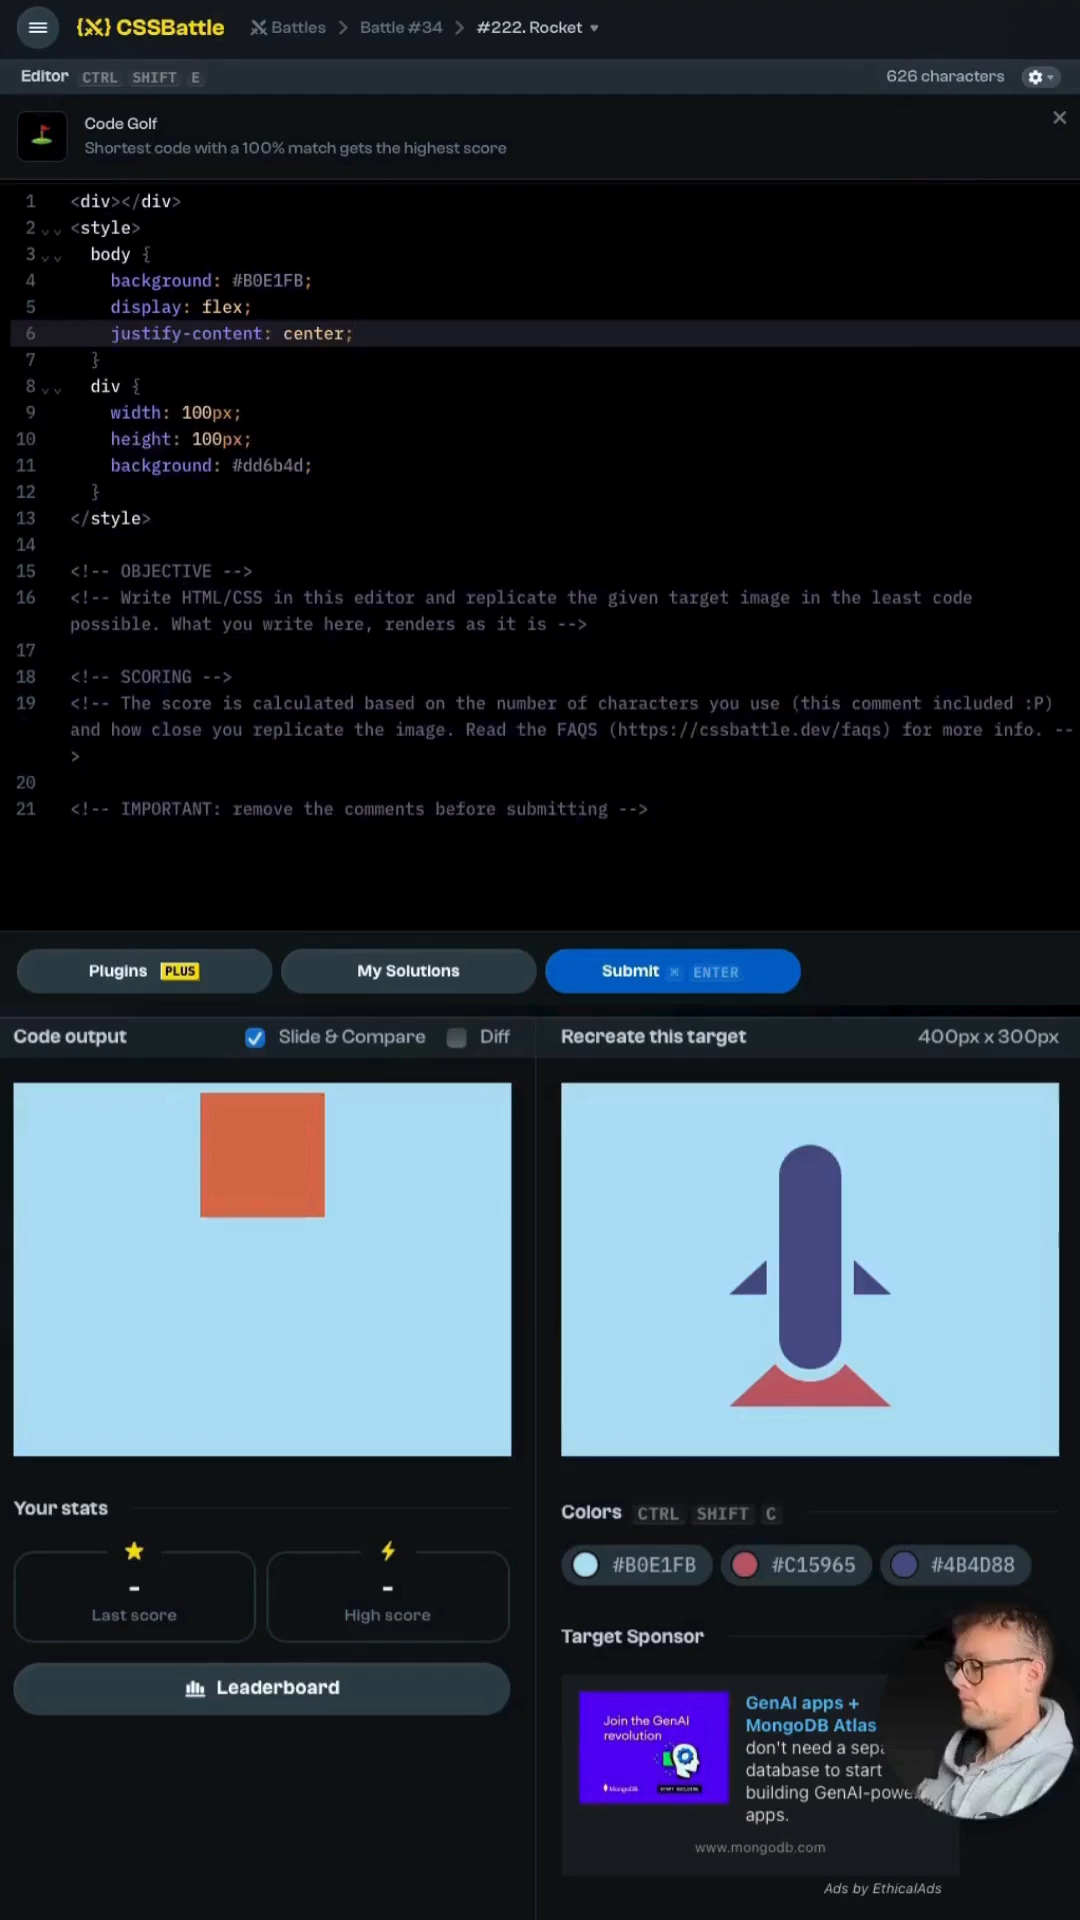 {X} CSSBattle
Battles > Battle #34 > #222. Rocket
Editor CTRL SHIFT E
626 characters
Code Golf
Shortest code with a 100% match gets the highest score
1 <div></div>
2 <style>
3 body {
4 background: #B0E1FB;
5 display: flex;
6 justify-content: center;
7 }
8 div {
9 width: 100px;
10 height: 100px;
11 background: #dd6b4d;
12 }
13 </style>
14
15 <!-- OBJECTIVE -->
16 <!-- Write HTML/CSS in this editor and replicate the given target image in the least code
possible. What you write here, renders as it is -->
17
18 <!-- SCORING -->
19 <!-- The score is calculated based on the number of characters you use (this comment included :P)
and how close you replicate the image. Read the FAQS (https://cssbattle.dev/faqs) for more info. --
>
20
21 <!-- IMPORTANT: remove the comments before submitting -->
Plugins PLUS
My Solutions
Submit ⌘ ENTER
Code output
Slide & Compare
Diff
Recreate this target
400px x 300px
Your stats
-
Last score
-
High score
Leaderboard
Colors CTRL SHIFT C
#B0E1FB
#C15965
#4B4D88
Target Sponsor
Join the GenAI
revolution
MongoDB
START BUILDING
GenAI apps +
MongoDB Atlas
don't need a sepa
database to start
building GenAI-powe
apps.
www.mongodb.com
Ads by EthicalAds